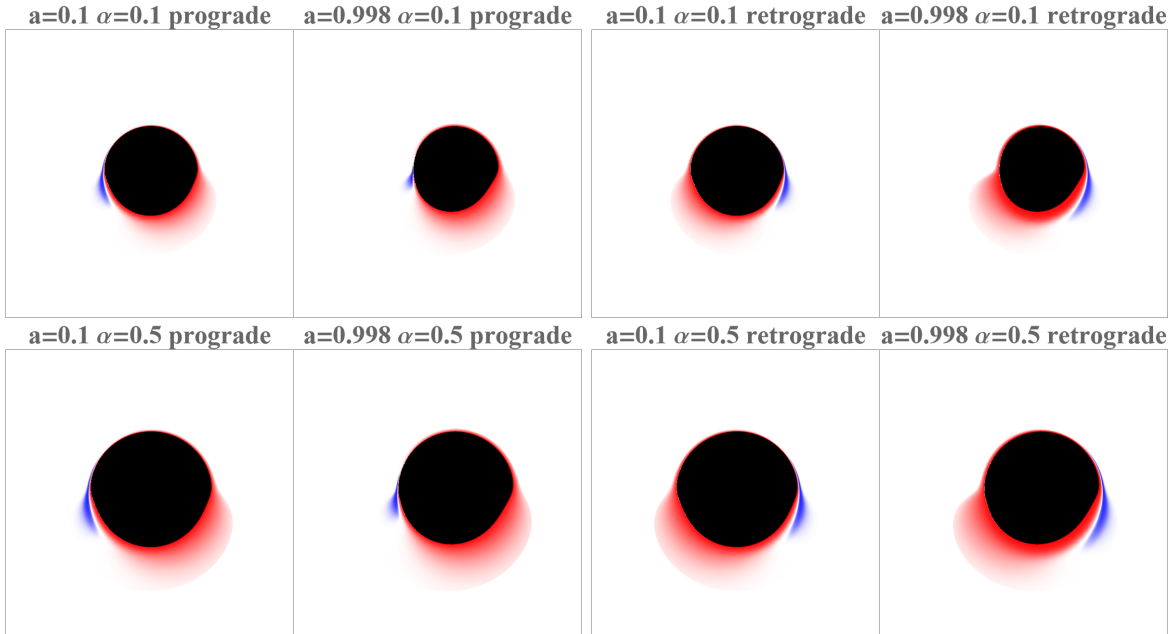 a=0.1 α=0.1 prograde
a=0.998 α=0.1 prograde
a=0.1 α=0.1 retrograde
a=0.998 α=0.1 retrograde
a=0.1 α=0.5 prograde
a=0.998 α=0.5 prograde
a=0.1 α=0.5 retrograde
a=0.998 α=0.5 retrograde